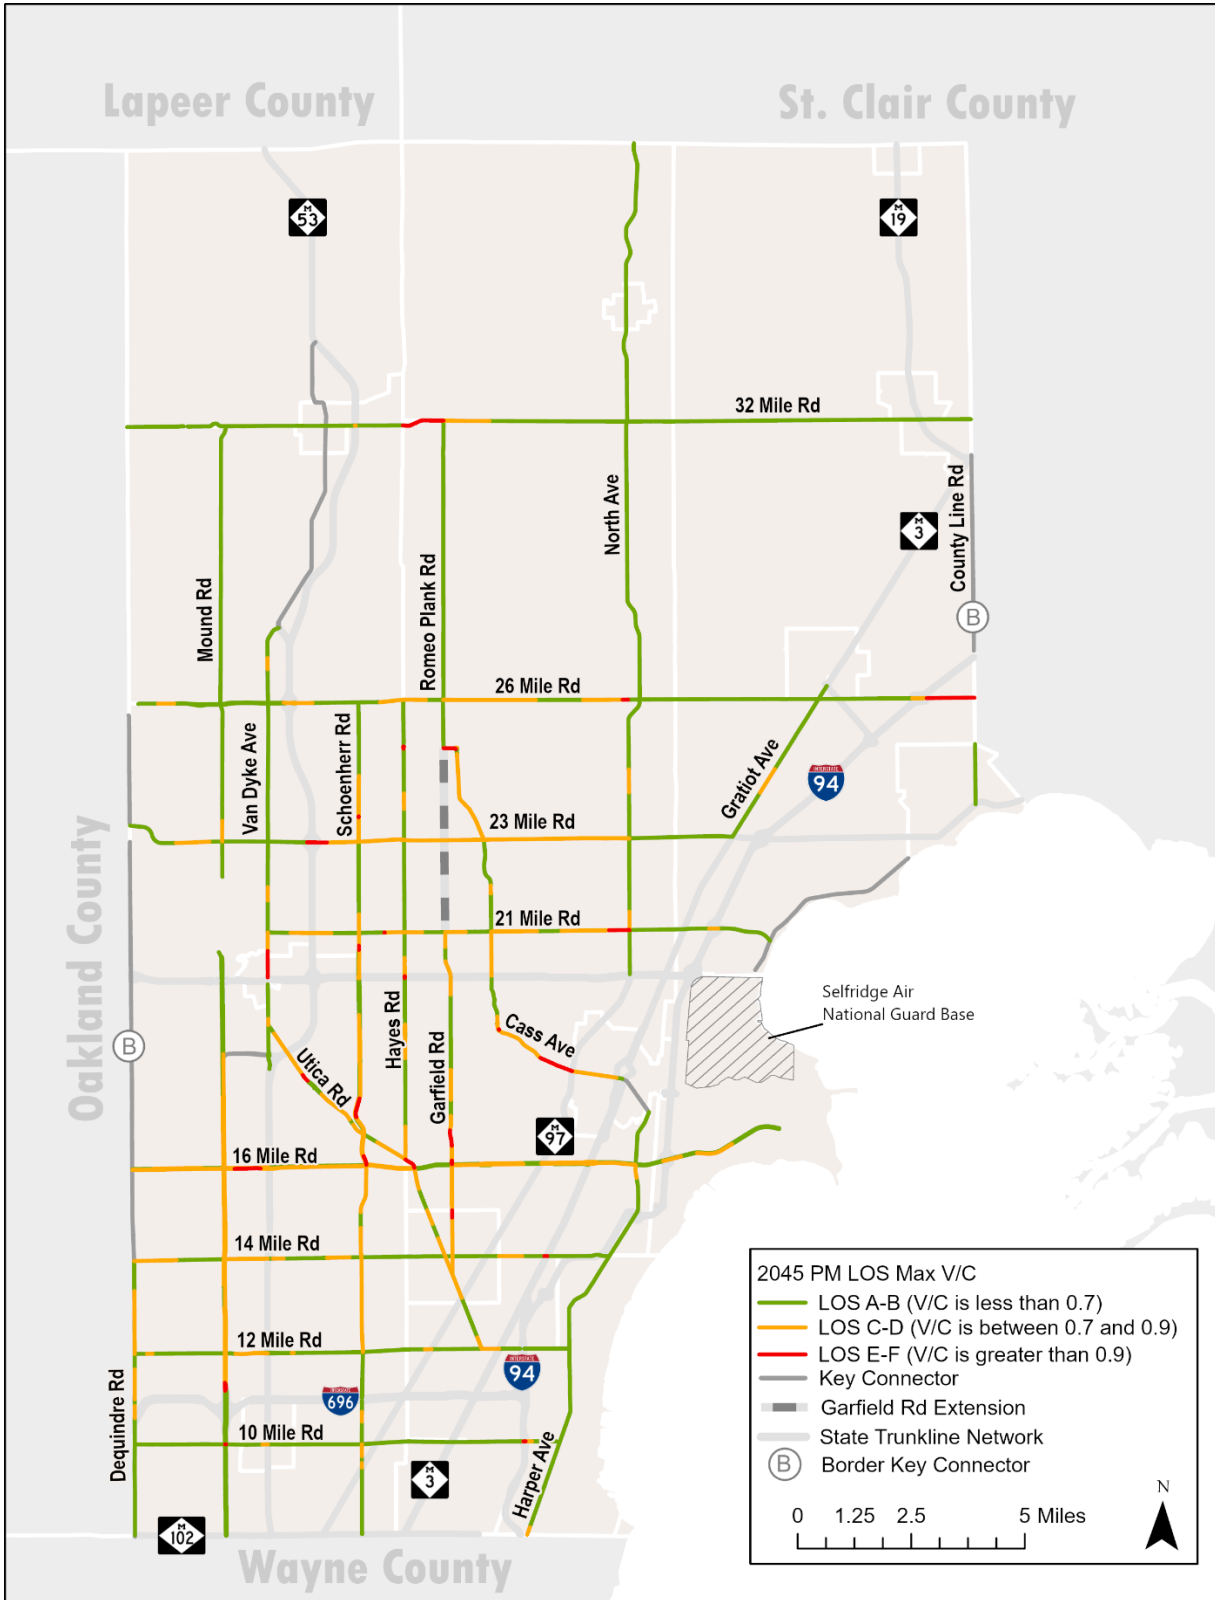 Lapeer County
St. Clair County
M
53
M
19
32 Mile Rd
North Ave
County Line Rd
M
3
Romeo Plank Rd
Mound Rd
B
26 Mile Rd
Van Dyke Ave
Schoenherr Rd
Gratiot Ave
INTERSTATE
94
23 Mile Rd
Oakland County
21 Mile Rd
Selfridge Air
National Guard Base
Hayes Rd
Cass Ave
B
Utica Rd
Garfield Rd
M
97
16 Mile Rd
14 Mile Rd
12 Mile Rd
INTERSTATE
94
INTERSTATE
696
Dequindre Rd
10 Mile Rd
Harper Ave
M
3
M
102
Wayne County
2045 PM LOS Max V/C
LOS A-B (V/C is less than 0.7)
LOS C-D (V/C is between 0.7 and 0.9)
LOS E-F (V/C is greater than 0.9)
Key Connector
Garfield Rd Extension
State Trunkline Network
B Border Key Connector
N
0 1.25 2.5 5 Miles